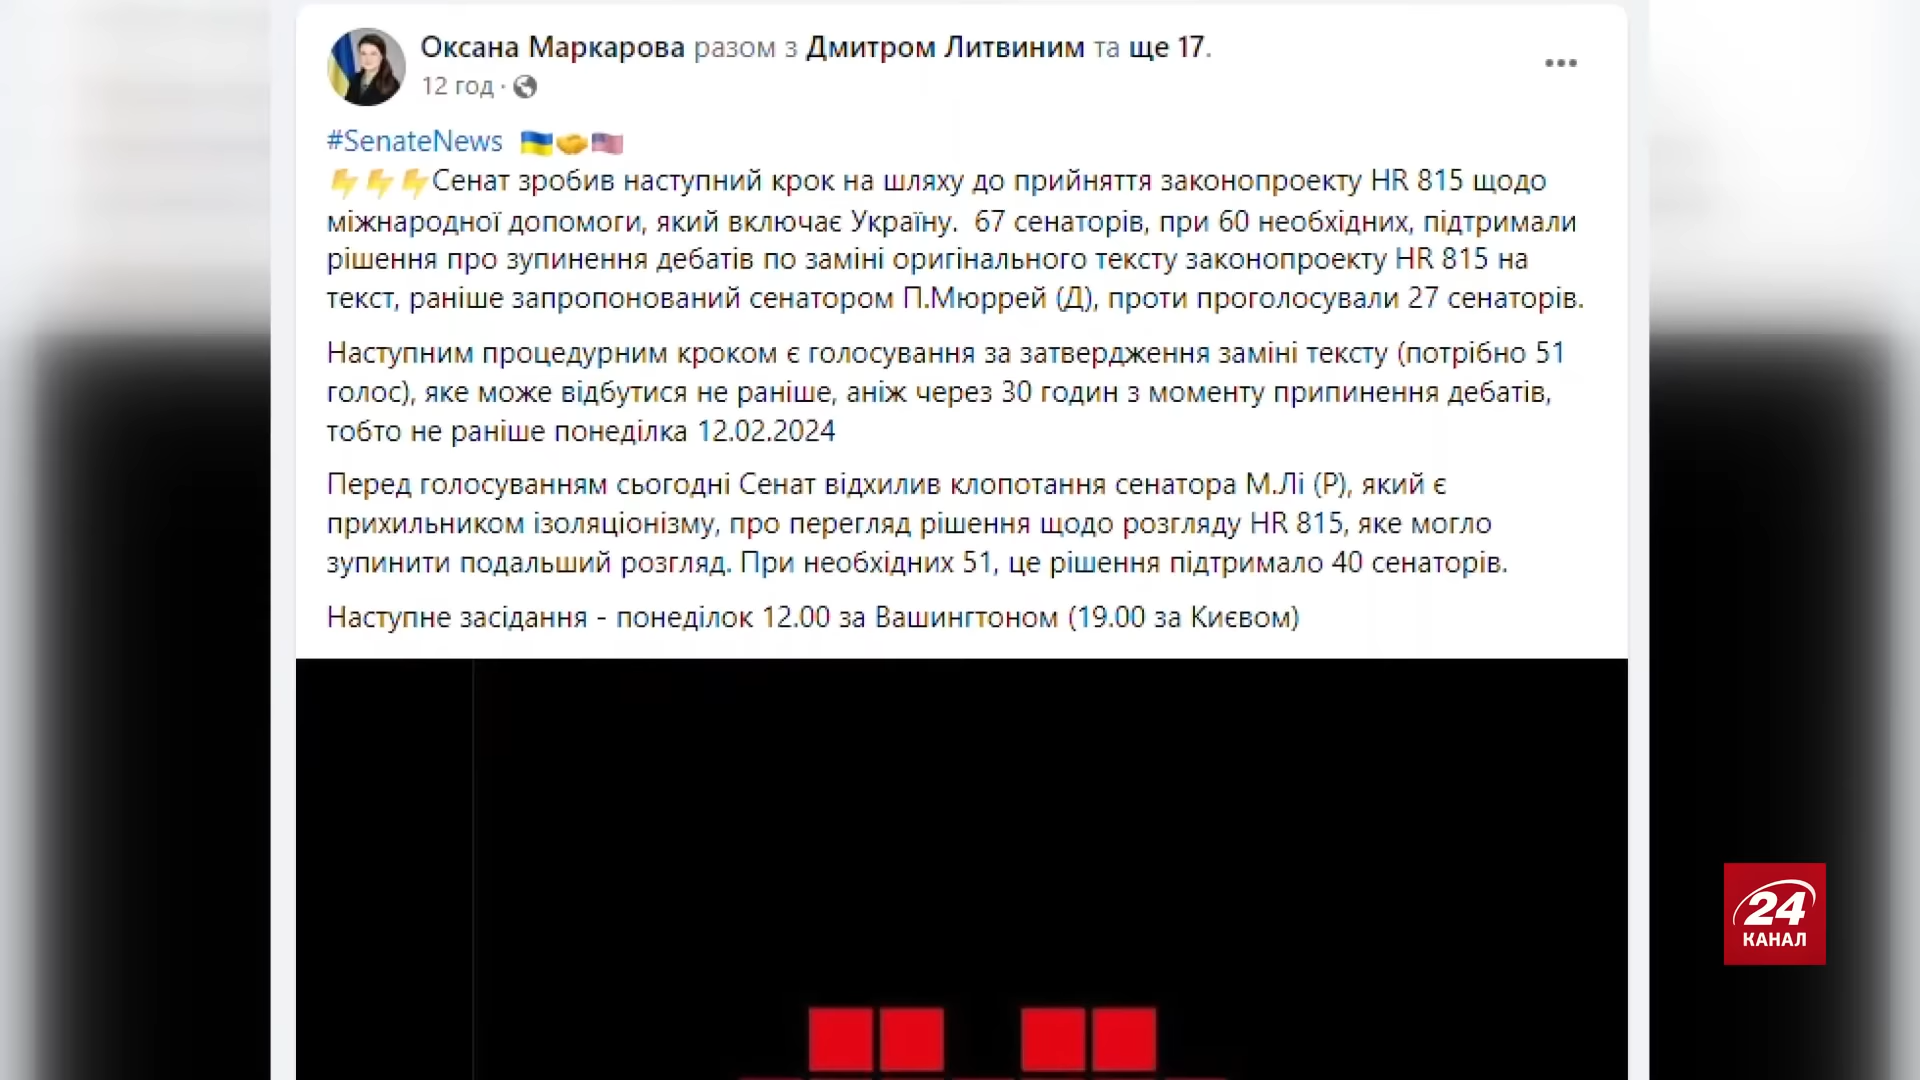 Оксана Маркарова разом з Дмитром Литвиним та ще 17.
12 год ·
#SenateNews 🇺🇦🤝🇺🇸
⚡⚡⚡Сенат зробив наступний крок на шляху до прийняття законопроекту HR 815 щодо
міжнародної допомоги, який включає Україну. 67 сенаторів, при 60 необхідних, підтримали
рішення про зупинення дебатів по заміні оригінального тексту законопроекту HR 815 на
текст, раніше запропонований сенатором П.Мюррей (Д), проти проголосували 27 сенаторів.
Наступним процедурним кроком є голосування за затвердження заміні тексту (потрібно 51
голос), яке може відбутися не раніше, аніж через 30 годин з моменту припинення дебатів,
тобто не раніше понеділка 12.02.2024
Перед голосуванням сьогодні Сенат відхилив клопотання сенатора М.Лі (Р), який є
прихильником ізоляціонізму, про перегляд рішення щодо розгляду HR 815, яке могло
зупинити подальший розгляд. При необхідних 51, це рішення підтримало 40 сенаторів.
Наступне засідання - понеділок 12.00 за Вашингтоном (19.00 за Києвом)
24
КАНАЛ